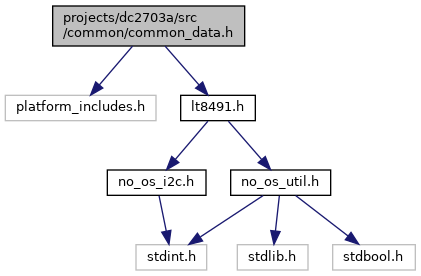 projects/dc2703a/src
/common/common_data.h
platform_includes.h
lt8491.h
no_os_i2c.h
no_os_util.h
stdint.h
stdlib.h
stdbool.h